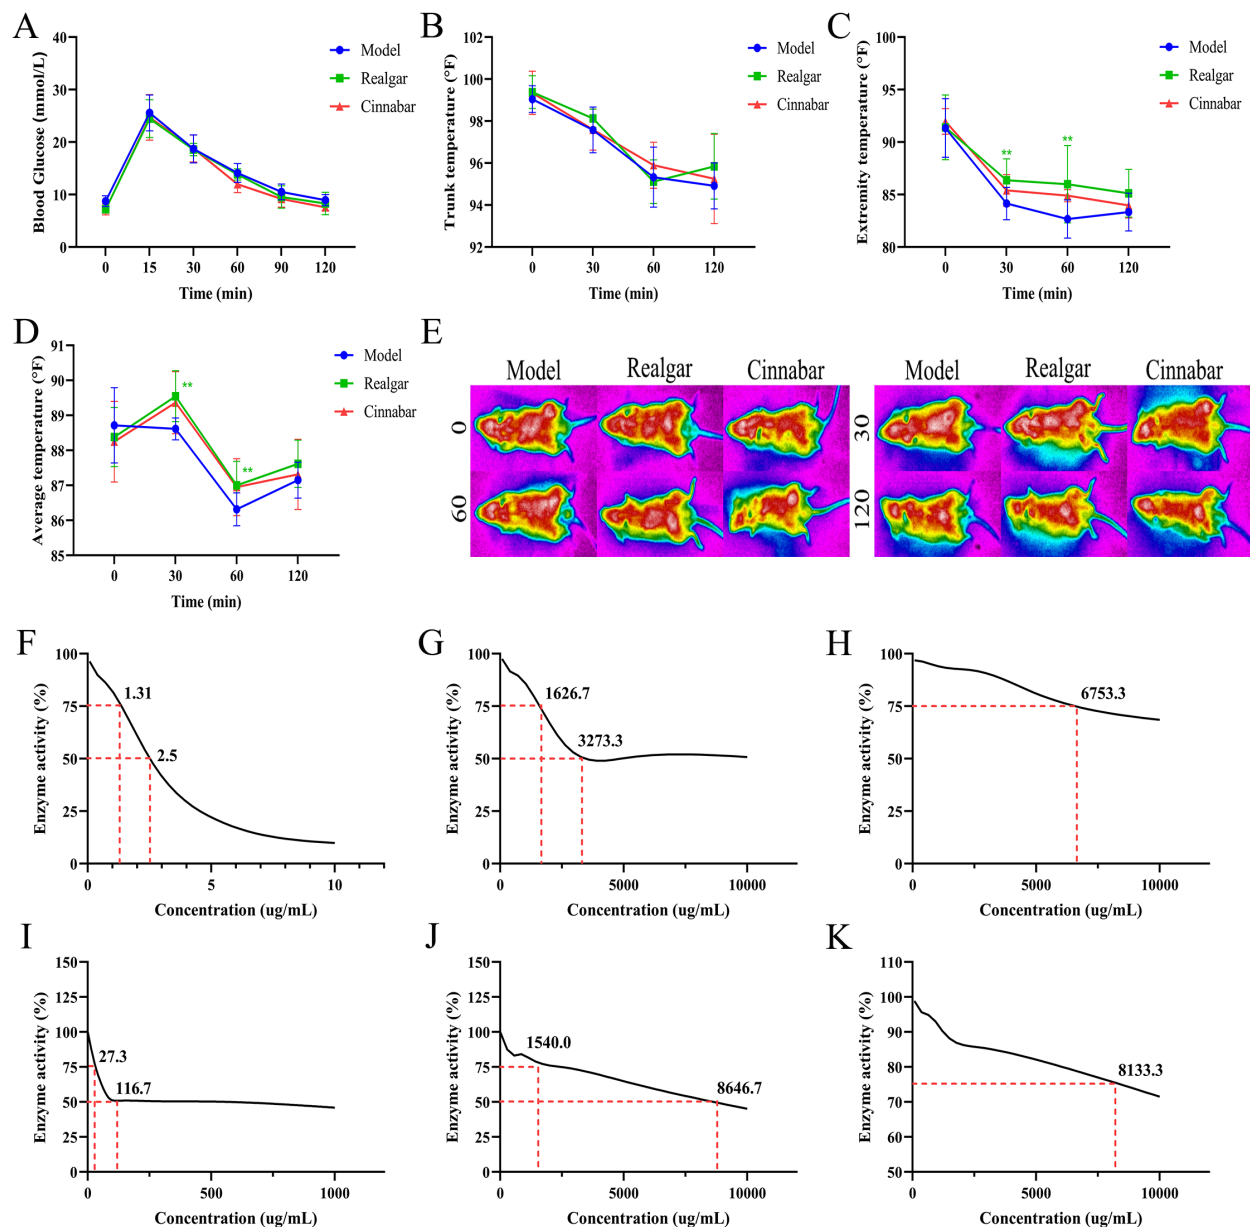 A
Blood Glucose (mmol/L)
40
30
20
10
0
0 15 30 60 90 120
Time (min)
Model
Realgar
Cinnabar
B
Trunk temperature (°F)
102
100
98
96
94
92
0 30 60 120
Time (min)
Model
Realgar
Cinnabar
C
Extremity temperature (°F)
100
95
90
85
80
** **
0 30 60 120
Time (min)
Model
Realgar
Cinnabar
D
Average temperature (°F)
91
90
89
88
87
86
85
**
**
0 30 60 120
Time (min)
Model
Realgar
Cinnabar
E
Model Realgar Cinnabar
0
60
Model Realgar Cinnabar
30
120
F
Enzyme activity (%)
100
75
50
25
0
1.31
2.5
0 5 10
Concentration (ug/mL)
G
Enzyme activity (%)
100
75
50
25
0
1626.7
3273.3
0 5000 10000
Concentration (ug/mL)
H
Enzyme activity (%)
100
75
50
25
0
6753.3
0 5000 10000
Concentration (ug/mL)
I
Enzyme activity (%)
150
125
100
75
50
25
0
27.3
116.7
0 500 1000
Concentration (ug/mL)
J
Enzyme activity (%)
150
125
100
75
50
25
0
1540.0
8646.7
0 5000 10000
Concentration (ug/mL)
K
Enzyme activity (%)
110
100
90
80
70
60
50
8133.3
0 5000 10000
Concentration (ug/mL)